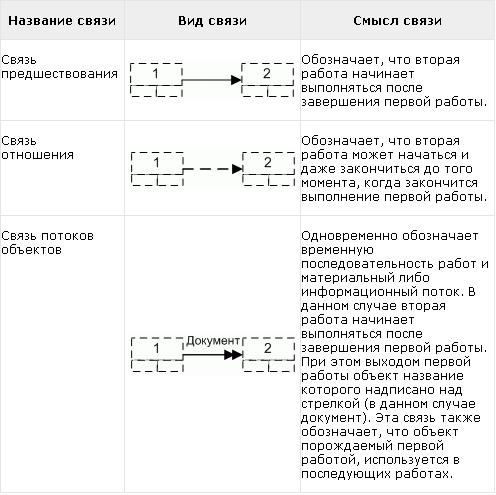 Название связи
Вид связи
Смысл связи
Связь
предшествования
1
2
Обозначает, что вторая
работа начинает
выполняться после
завершения первой работы.
Связь
отношения
1
2
Обозначает, что вторая
работа может начаться и
даже закончиться до того
момента, когда закончится
выполнение первой работы.
Связь потоков
объектов
1
Документ
2
Одновременно обозначает
временную
последовательность работ и
материальный либо
информационный поток. В
данном случае вторая
работа начинает
выполняться после
завершения первой работы.
При этом выходом первой
работы объект название
которого надписано над
стрелкой (в данном случае
документ). Эта связь также
обозначает, что объект
порождаемый первой
работой, используется в
последующих работах.